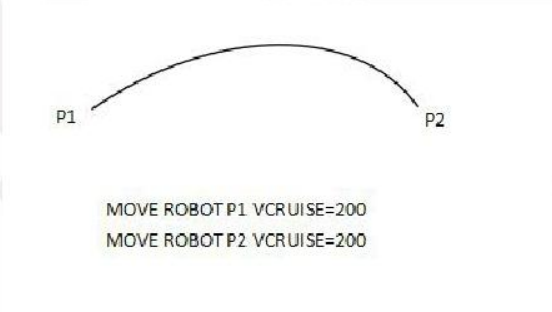 P1
P2
MOVE ROBOT P1 VCRUISE=200
MOVE ROBOT P2 VCRUISE=200